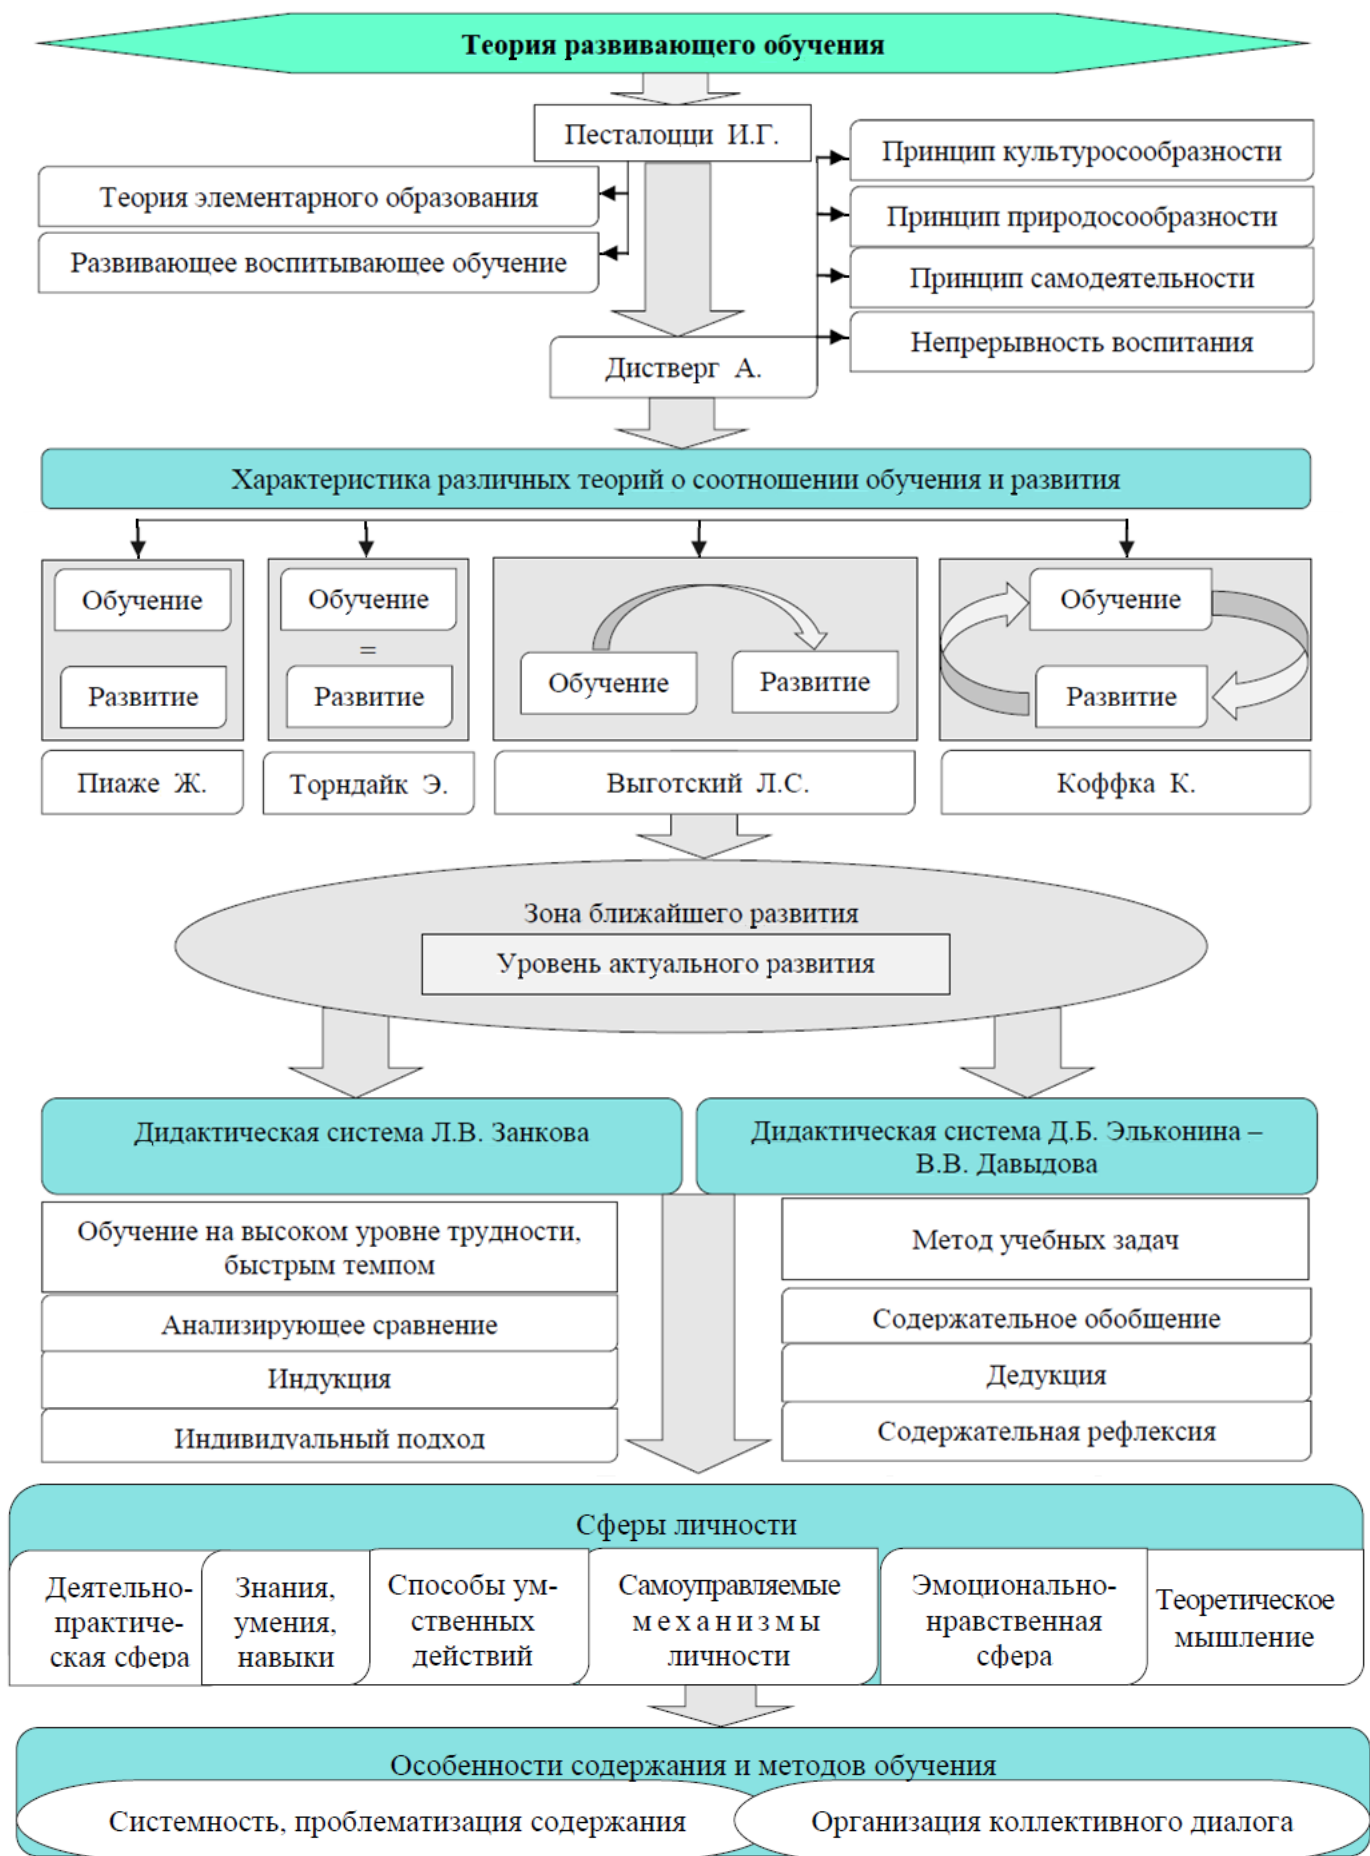 Теория развивающего обучения
Песталоцци И.Г.
Теория элементарного образования
Развивающее воспитывающее обучение
Принцип культуросообразности
Принцип природосообразности
Принцип самодеятельности
Непрерывность воспитания
Дистверг А.
Характеристика различных теорий о соотношении обучения и развития
Обучение
Развитие
Пиаже Ж.
Обучение
=
Развитие
Торндайк Э.
Обучение
Развитие
Выготский Л.С.
Обучение
Развитие
Коффка К.
Зона ближайшего развития
Уровень актуального развития
Дидактическая система Л.В. Занкова
Обучение на высоком уровне трудности,
быстрым темпом
Анализирующее сравнение
Индукция
Индивидуальный подход
Дидактическая система Д.Б. Эльконина –
В.В. Давыдова
Метод учебных задач
Содержательное обобщение
Дедукция
Содержательная рефлексия
Сферы личности
Деятельно-
практиче-
ская сфера
Знания,
умения,
навыки
Способы ум-
ственных
действий
Самоуправляемые
механизмы
личности
Эмоционально-
нравственная
сфера
Теоретическое
мышление
Особенности содержания и методов обучения
Системность, проблематизация содержания
Организация коллективного диалога